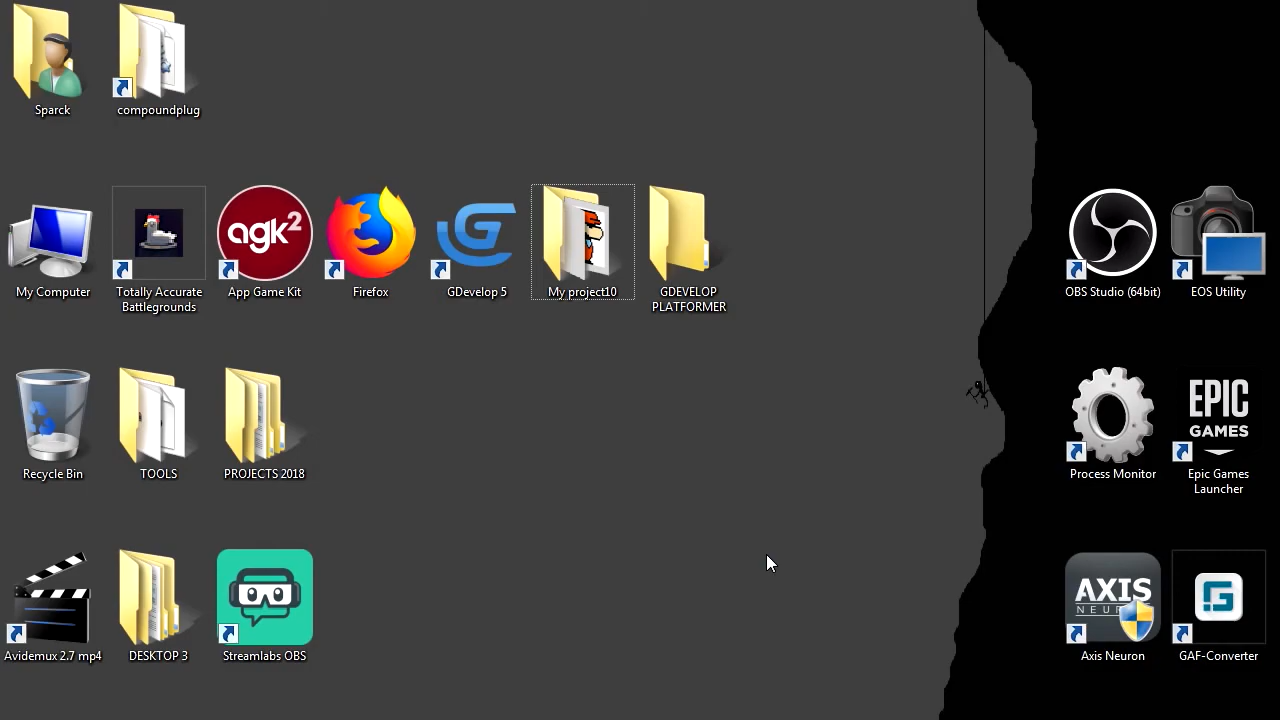 Sparck
compoundplug
agk2
My Computer
Totally Accurate
Battlegrounds
App Game Kit
Firefox
GDevelop 5
My project10
GDEVELOP
PLATFORMER
OBS Studio (64bit)
EOS Utility
EPIC
GAMES
Recycle Bin
TOOLS
PROJECTS 2018
Process Monitor
Epic Games
Launcher
AXIS
NEUR
Avidemux 2.7 mp4
DESKTOP 3
Streamlabs OBS
Axis Neuron
GAF-Converter